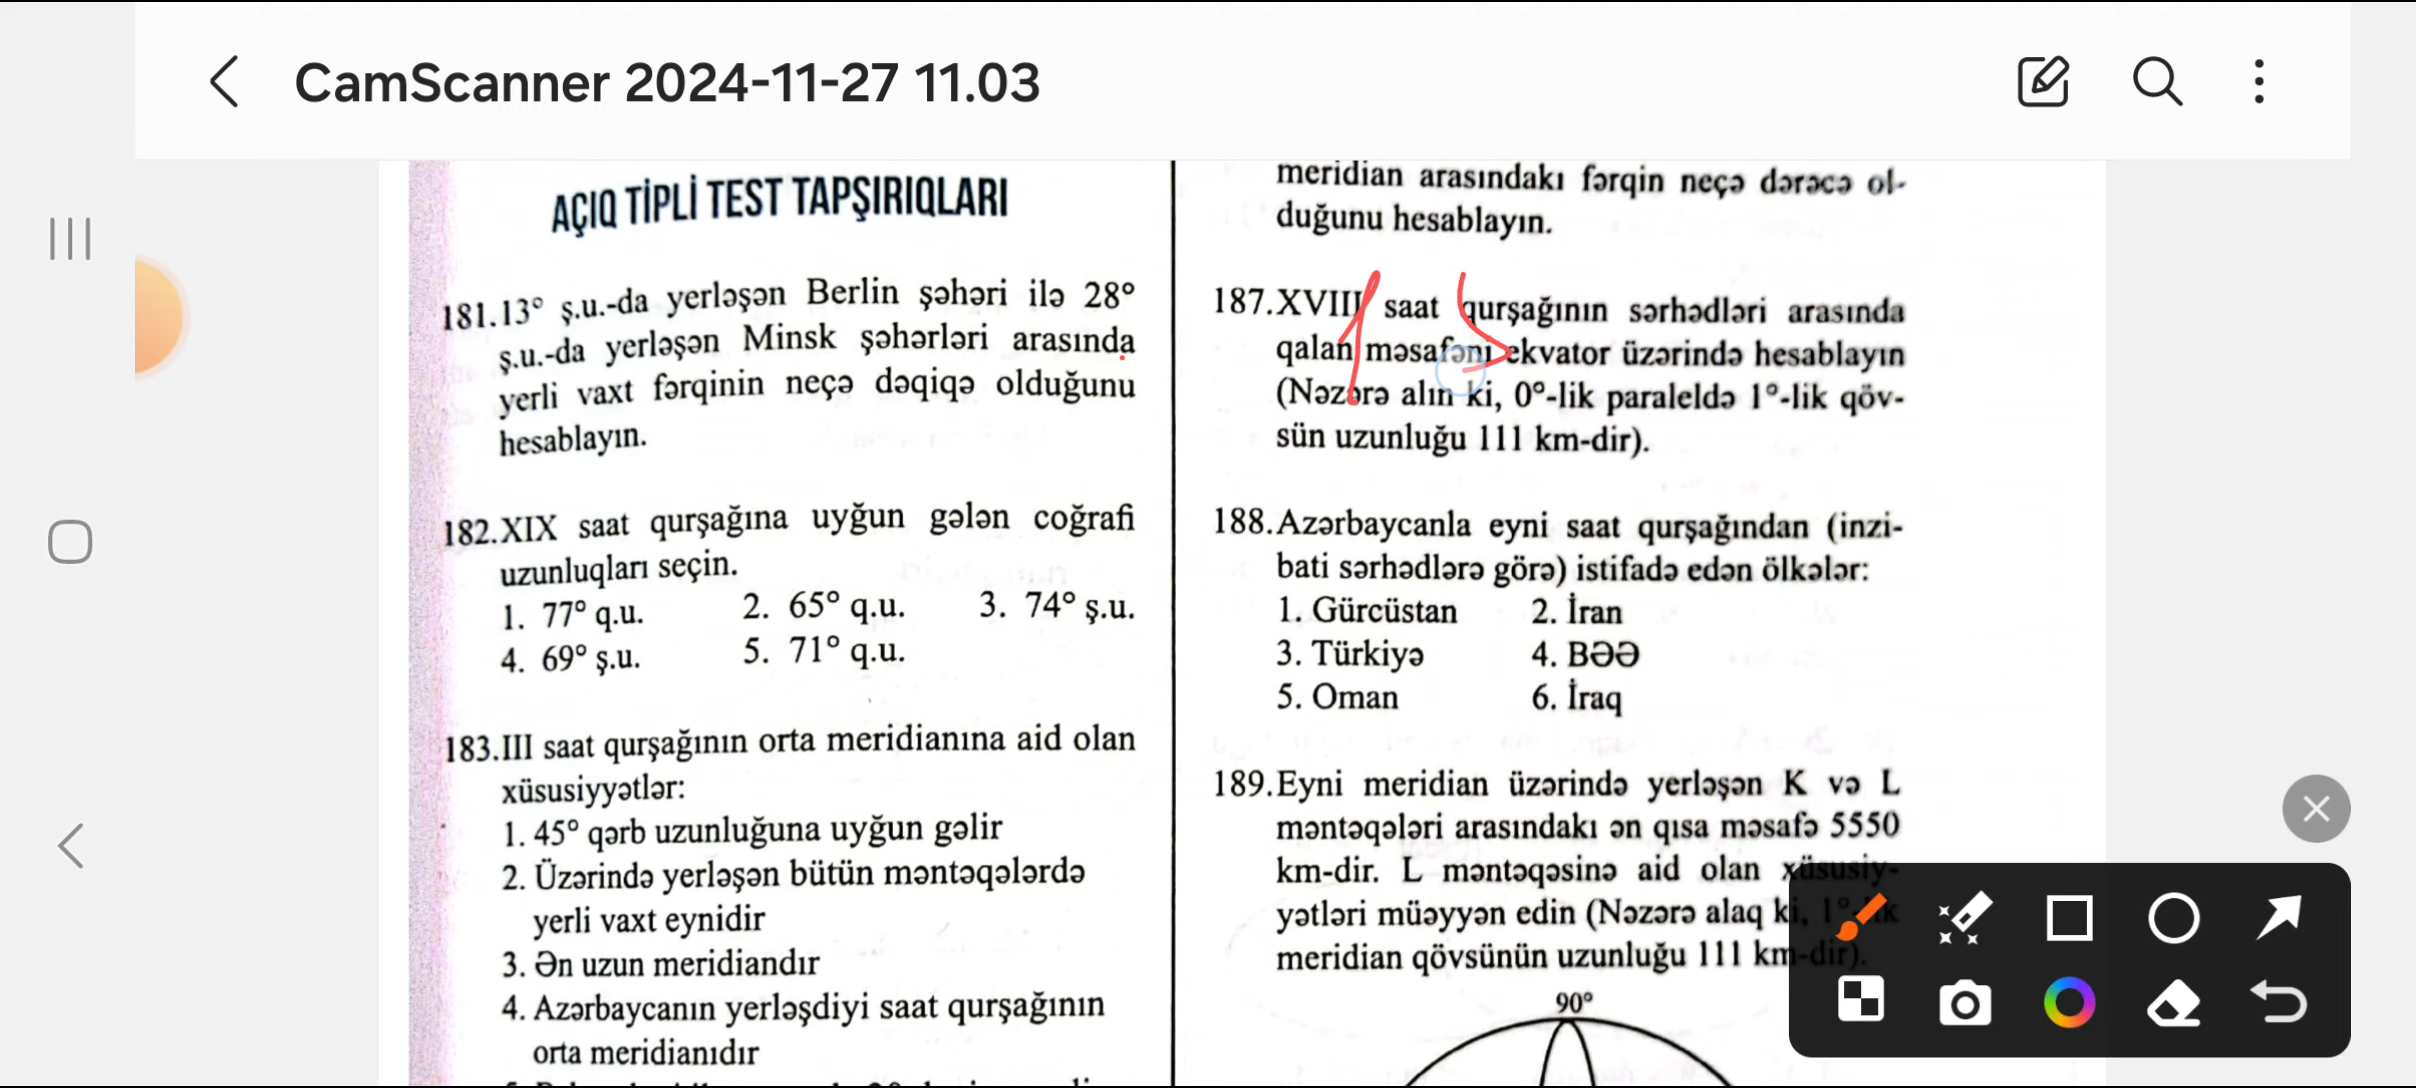 CamScanner 2024-11-27 11.03
AÇIQ TİPLİ TEST TAPŞIRIQLARI
181.13° ş.u.-da yerləşən Berlin şəhəri ilə 28°
ş.u.-da yerləşən Minsk şəhərləri arasında
yerli vaxt fərqinin neçə dəqiqə olduğunu
hesablayın.
182.XIX saat qurşağına uyğun gələn coğrafi
uzunluqları seçin.
1. 77° q.u. 2. 65° q.u. 3. 74° ş.u.
4. 69° ş.u. 5. 71° q.u.
183.III saat qurşağının orta meridianına aid olan
xüsusiyyətlər:
1. 45° qərb uzunluğuna uyğun gəlir
2. Üzərində yerləşən bütün məntəqələrdə
yerli vaxt eynidir
3. Ən uzun meridiandır
4. Azərbaycanın yerləşdiyi saat qurşağının
orta meridianıdır
meridian arasındakı fərqin neçə dərəcə ol-
duğunu hesablayın.
187.XVIII saat qurşağının sərhədləri arasında
qalan məsafəni ekvator üzərində hesablayın
(Nəzərə alın ki, 0°-lik paraleldə 1°-lik qöv-
sün uzunluğu 111 km-dir).
188.Azərbaycanla eyni saat qurşağından (inzi-
bati sərhədlərə görə) istifadə edən ölkələr:
1. Gürcüstan 2. İran
3. Türkiyə 4. BƏƏ
5. Oman 6. İraq
189.Eyni meridian üzərində yerləşən K və L
məntəqələri arasındakı ən qısa məsafə 5550
km-dir. L məntəqəsinə aid olan xüsusiy-
yətləri müəyyən edin (Nəzərə alaq ki, 1°-lik
meridian qövsünün uzunluğu 111 km-dir).
90°
15